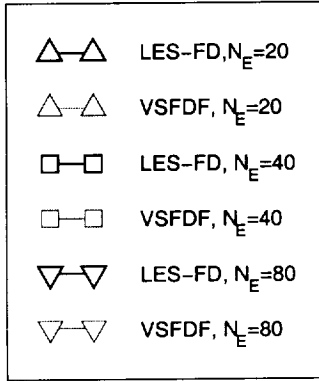 LES-FD,N_E=20
VSFDF, N_E=20
LES-FD, N_E=40
VSFDF, N_E=40
LES-FD, N_E=80
VSFDF, N_E=80